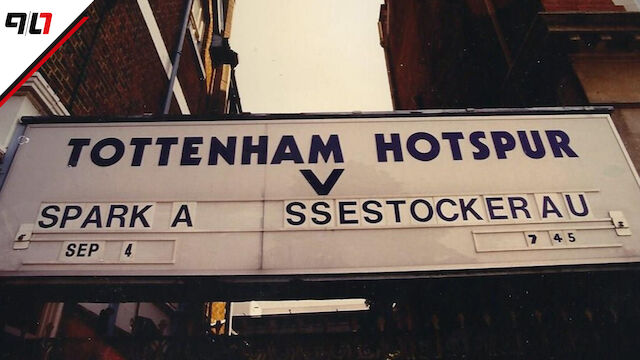 90
TOTTENHAM HOTSPUR
V
SPARK A SSESTOCKERAU
SEP 4 7 45